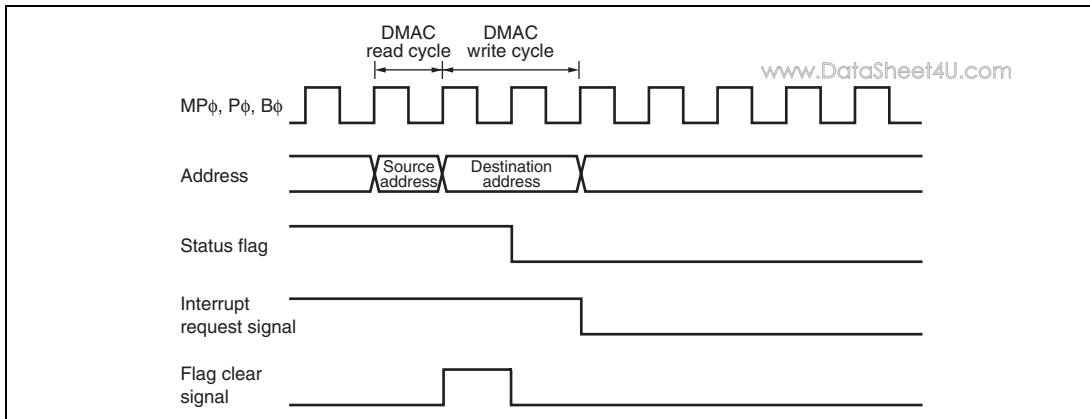 DMAC DMAC
read cycle write cycle
www.DataSheet4U.com
MPϕ, Pϕ, Bϕ
Address
Source
address
Destination
address
Status flag
Interrupt
request signal
Flag clear
signal